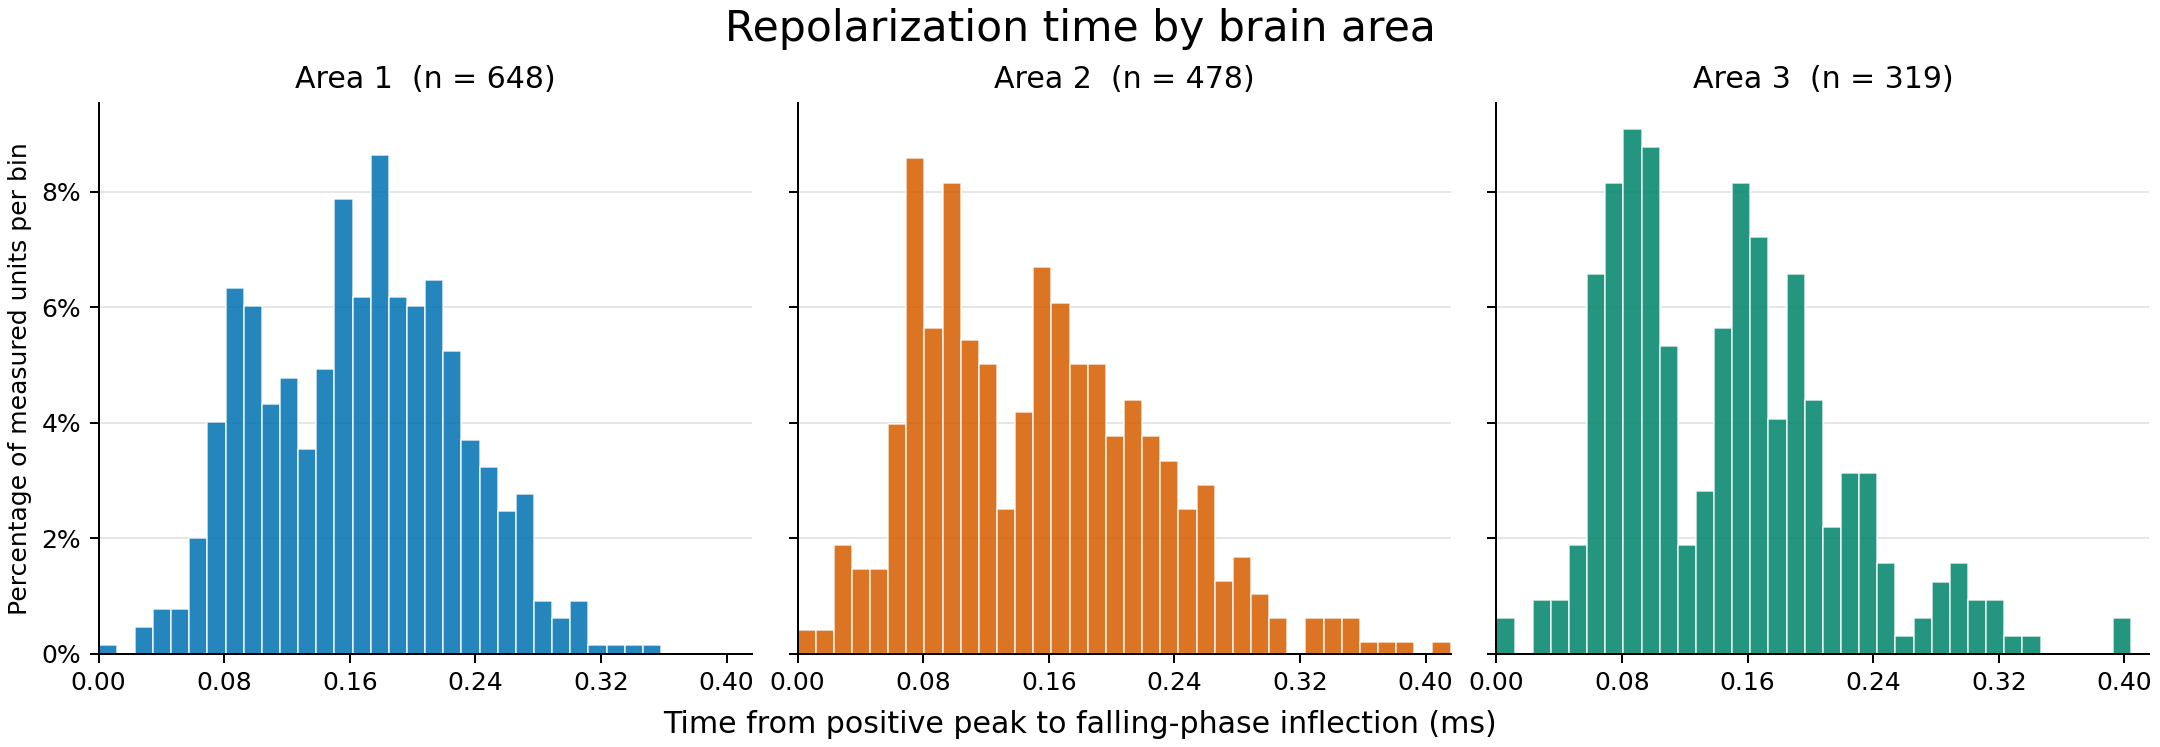 Repolarization time by brain area
Area 1  (n = 648)
Area 2  (n = 478)
Area 3  (n = 319)
Percentage of measured units per bin
8%
6%
4%
2%
0%
0.00 0.08 0.16 0.24 0.32 0.40
0.00 0.08 0.16 0.24 0.32 0.40
0.00 0.08 0.16 0.24 0.32 0.40
Time from positive peak to falling-phase inflection (ms)